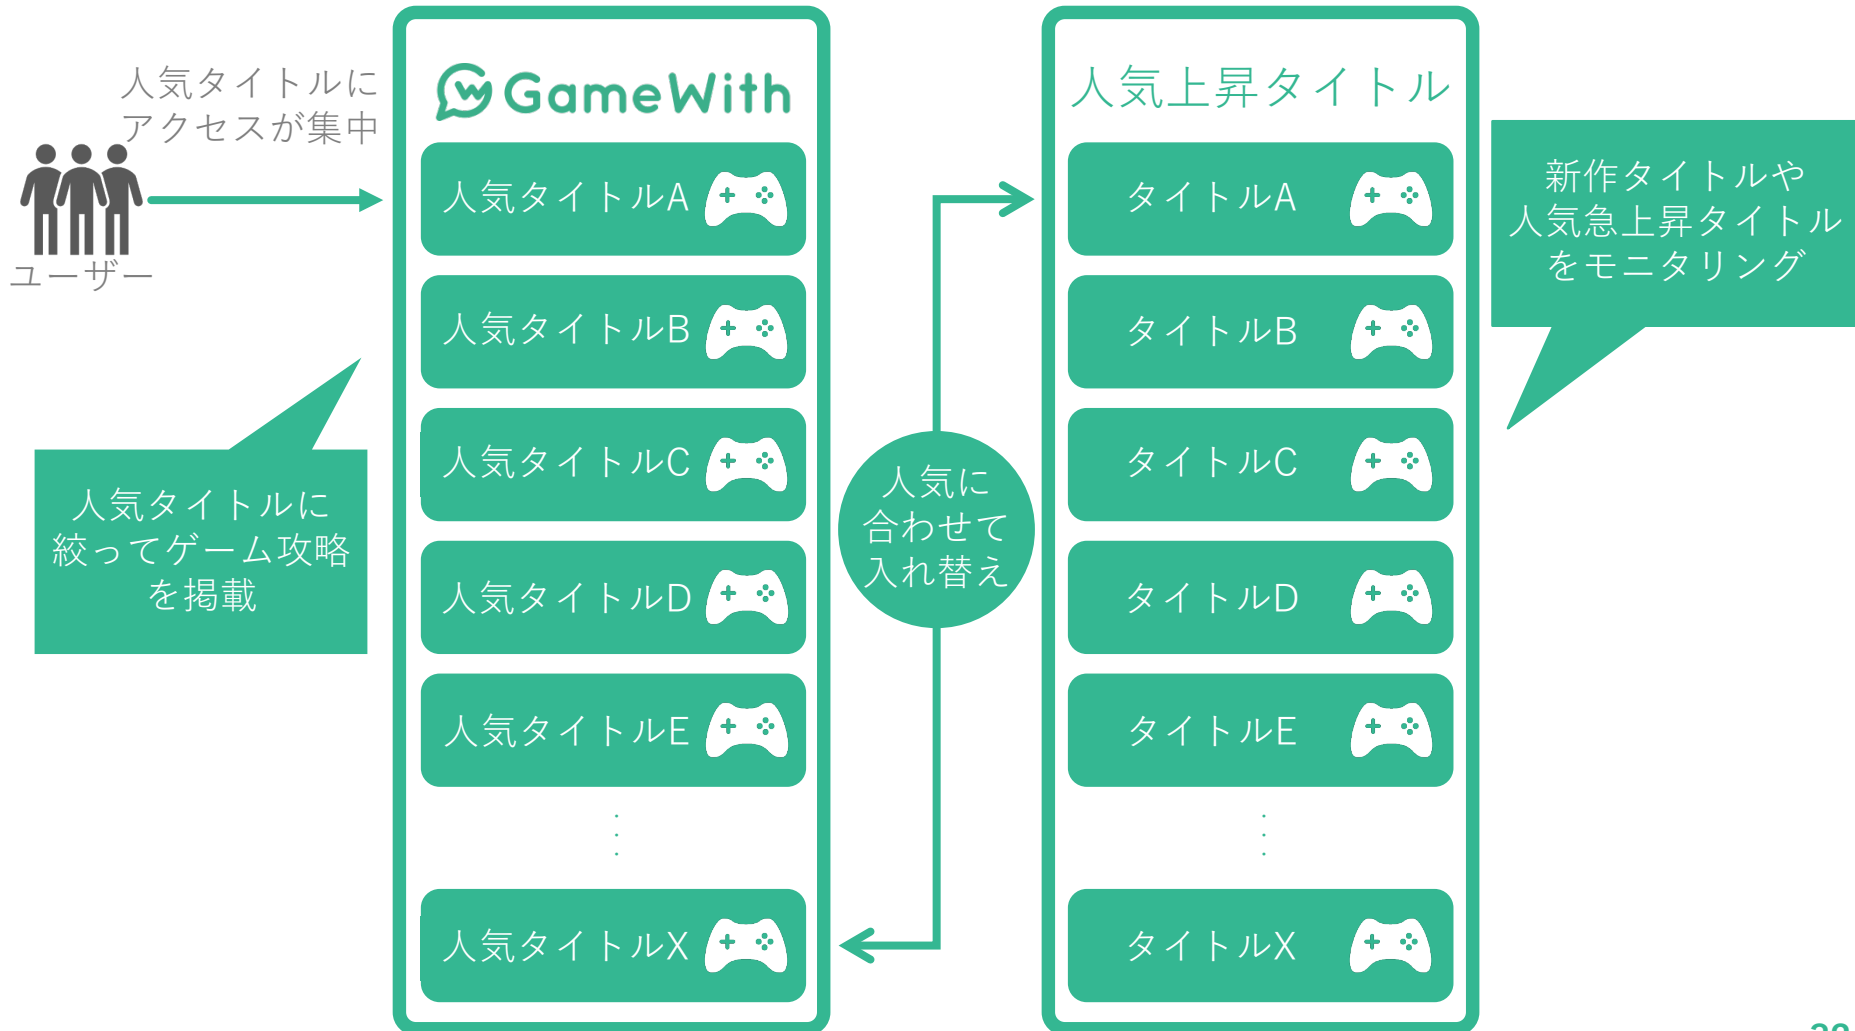 人気タイトルに
アクセスが集中
ユーザー
人気タイトルに
絞ってゲーム攻略
を掲載
GameWith
人気タイトルA
人気タイトルB
人気タイトルC
人気タイトルD
人気タイトルE
・
・
・
人気タイトルX
人気に
合わせて
入れ替え
人気上昇タイトル
タイトルA
タイトルB
タイトルC
タイトルD
タイトルE
・
・
・
タイトルX
新作タイトルや
人気急上昇タイトル
をモニタリング